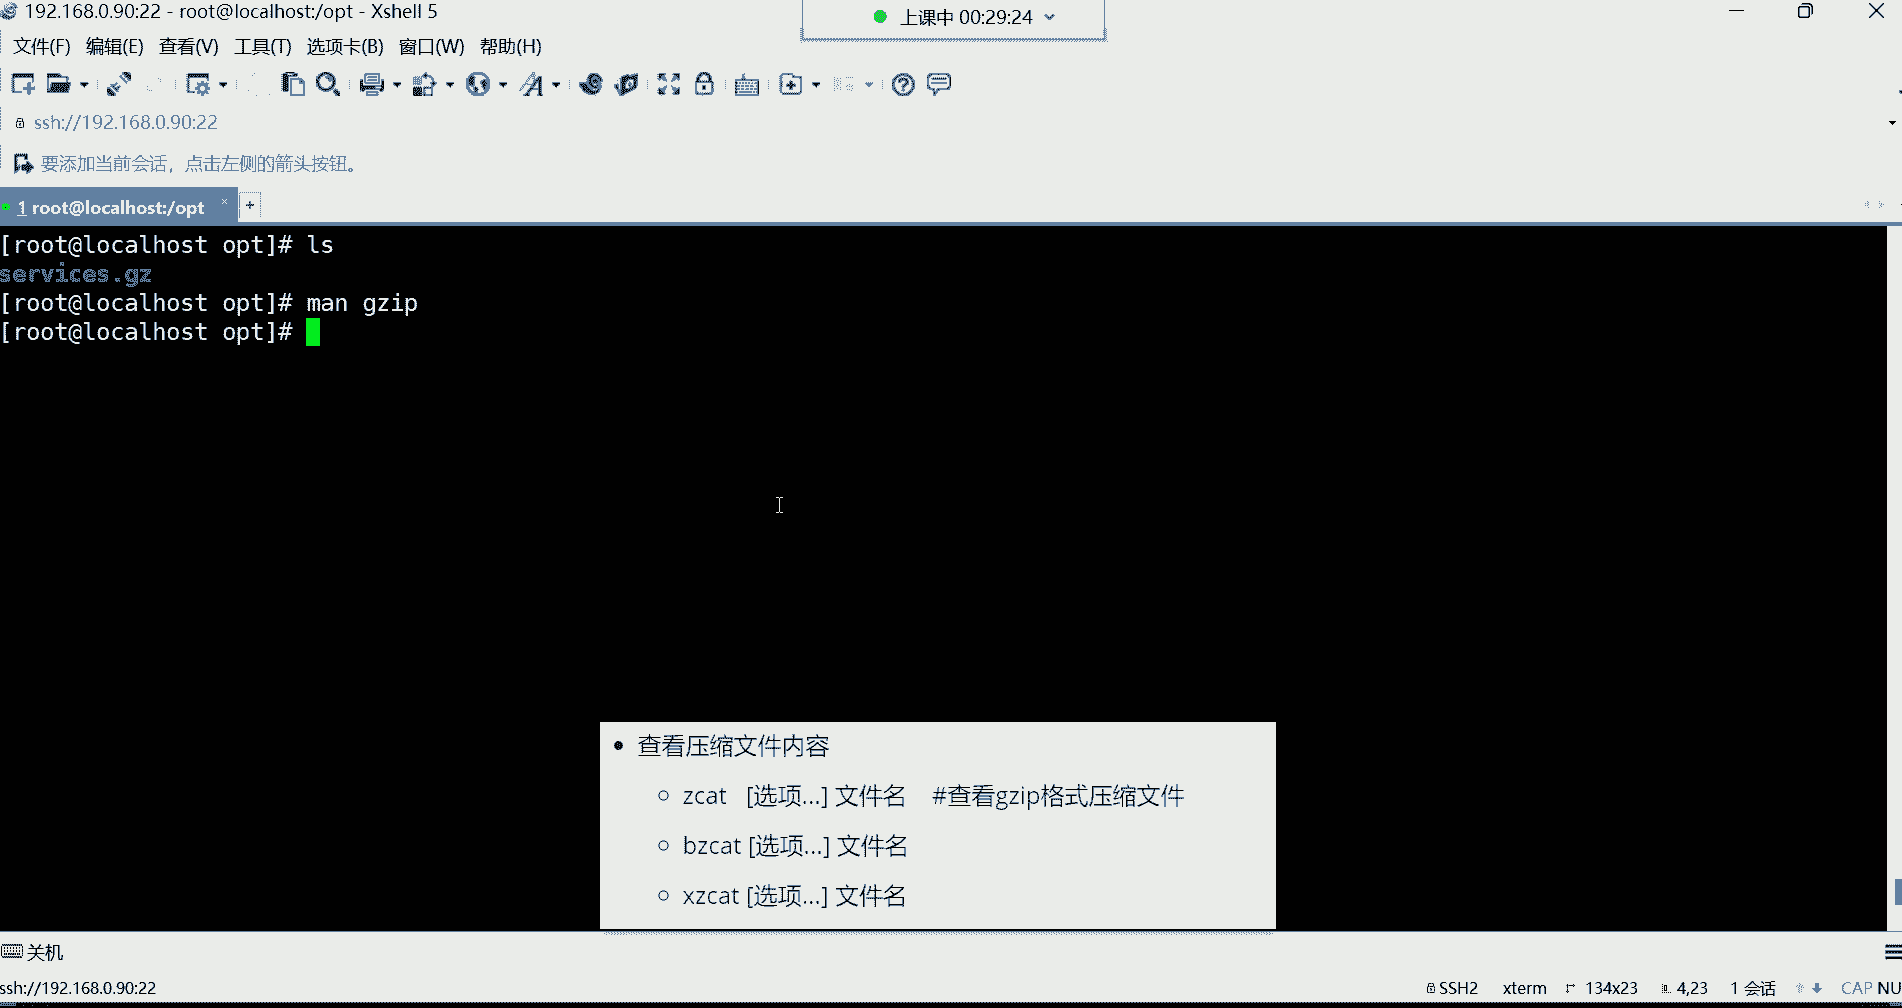 192.168.0.90:22 - root@localhost:/opt - Xshell 5
上课中 00:29:24
文件(F) 编辑(E) 查看(V) 工具(T) 选项卡(B) 窗口(W) 帮助(H)
ssh://192.168.0.90:22
要添加当前会话，点击左侧的箭头按钮。
1 root@localhost:/opt × +
[root@localhost opt]# ls
services.gz
[root@localhost opt]# man gzip
[root@localhost opt]#
• 查看压缩文件内容
○ zcat [选项...] 文件名 #查看gzip格式压缩文件
○ bzcat [选项...] 文件名
○ xzcat [选项...] 文件名
关机
ssh://192.168.0.90:22 SSH2 xterm 134x23 4,23 1 会话 CAP NU